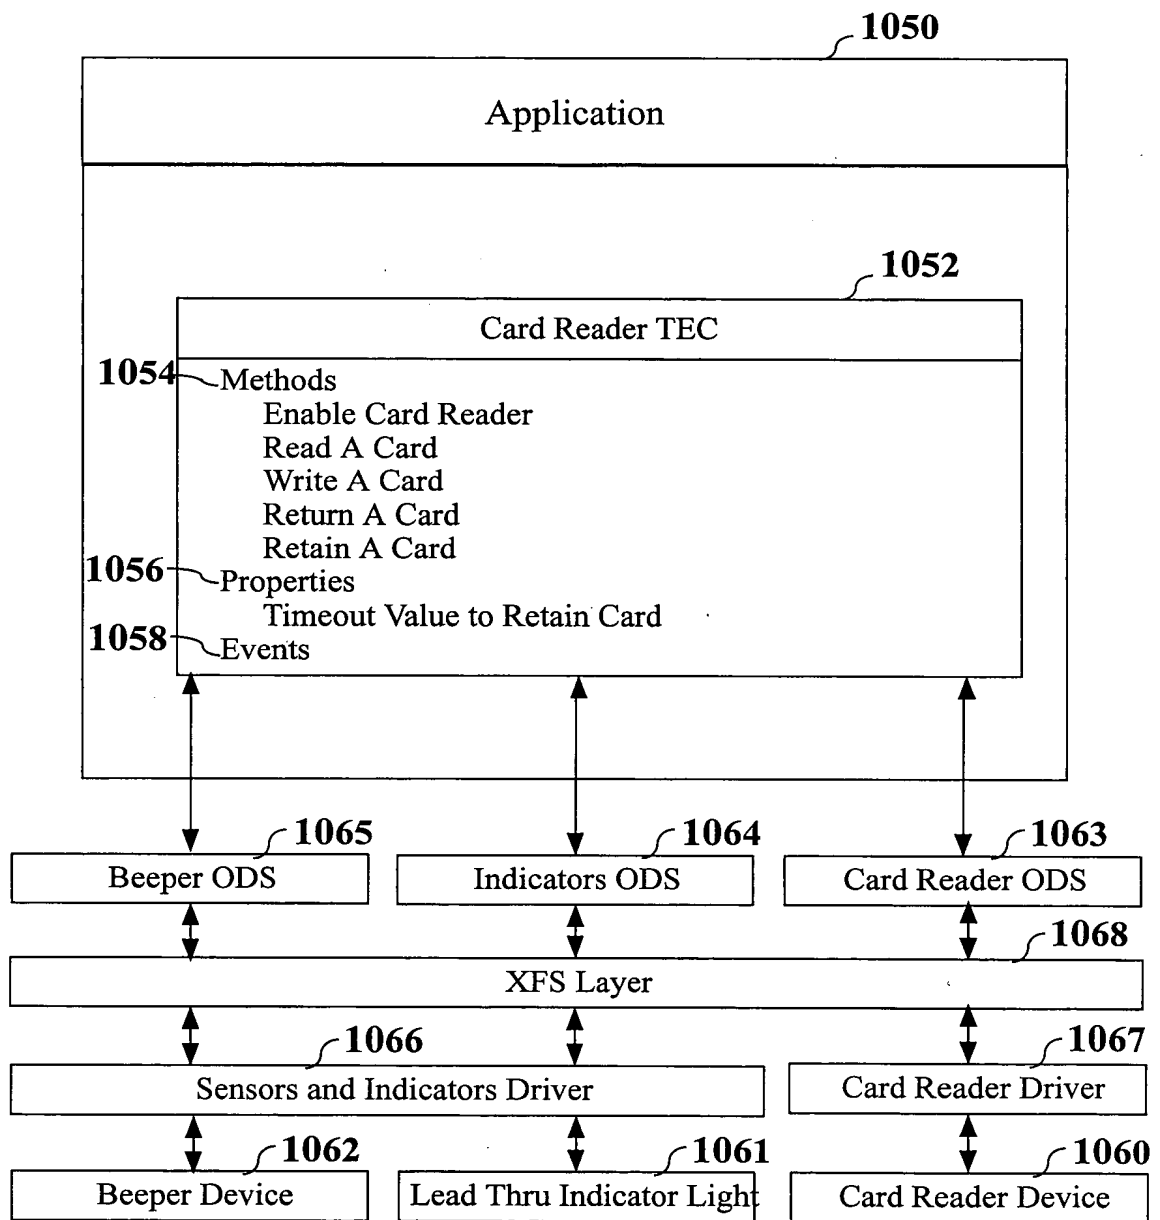 1050
Application
1052
Card Reader TEC
1054 Methods
Enable Card Reader
Read A Card
Write A Card
Return A Card
Retain A Card
1056 Properties
Timeout Value to Retain Card
1058 Events
1065 1064 1063
Beeper ODS Indicators ODS Card Reader ODS
1068
XFS Layer
1066 1067
Sensors and Indicators Driver Card Reader Driver
1062 1061 1060
Beeper Device Lead Thru Indicator Light Card Reader Device